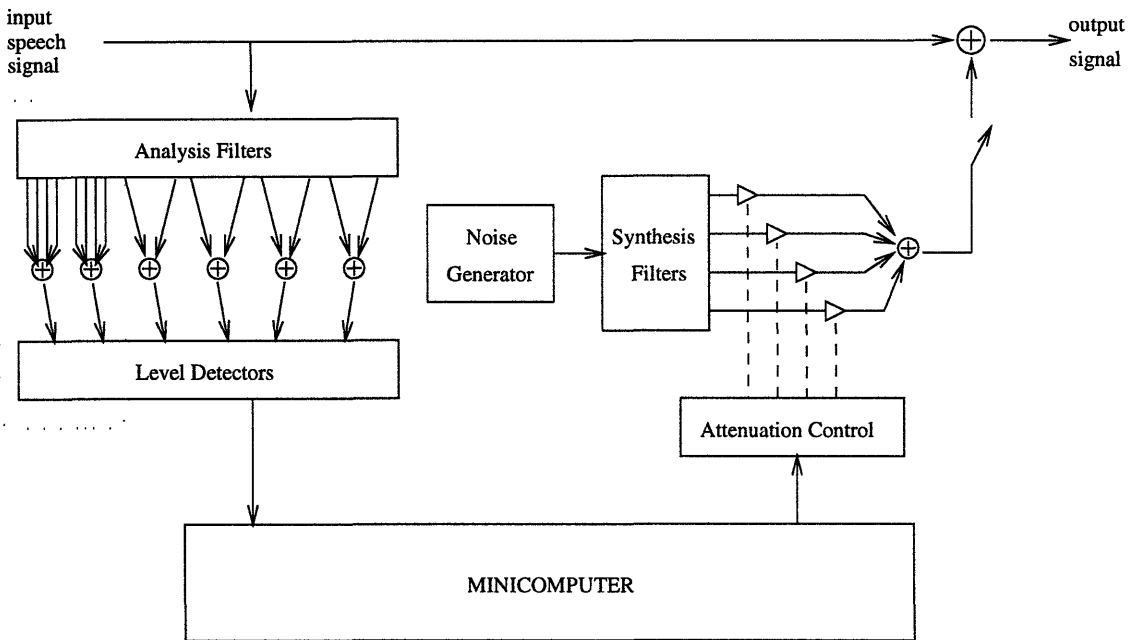 input
speech
signal
output
signal
Analysis Filters
Noise
Generator
Synthesis
Filters
Level Detectors
Attenuation Control
MINICOMPUTER